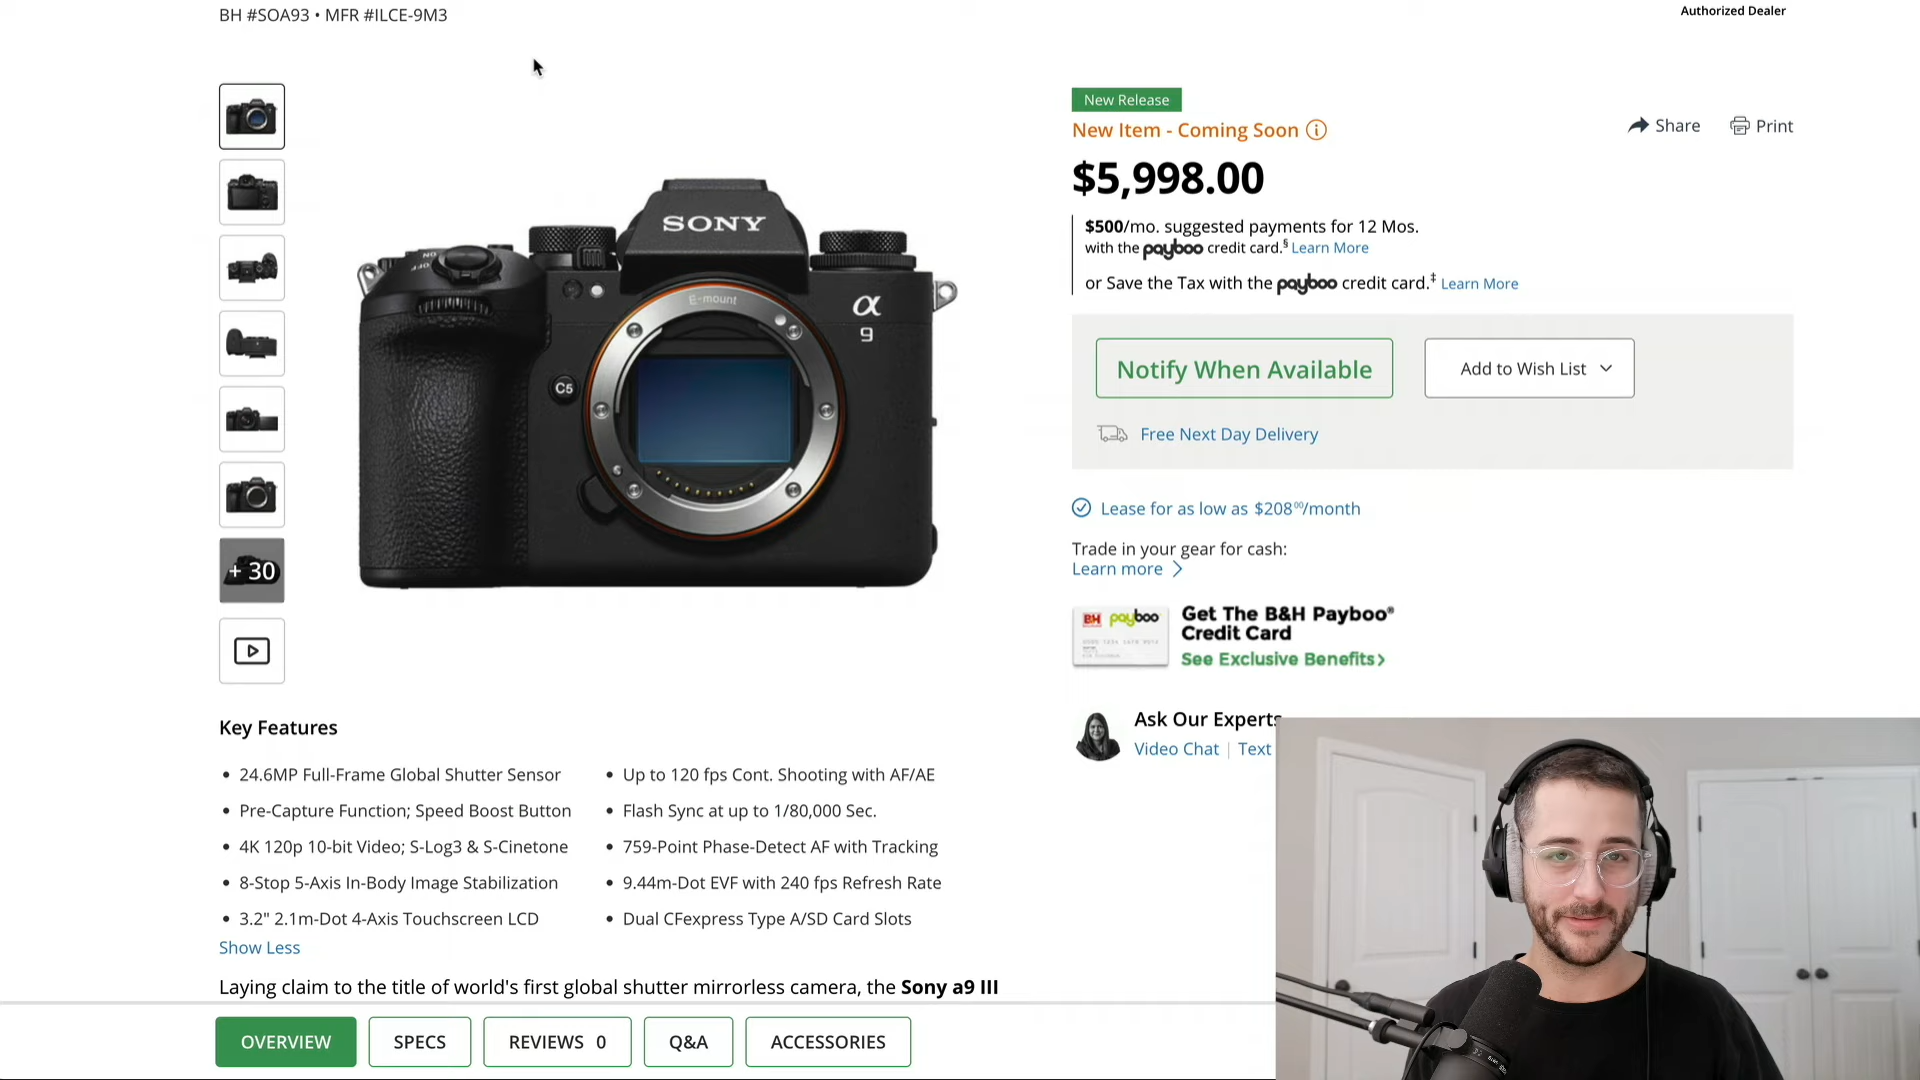 BH #SOA93 • MFR #ILCE-9M3
Authorized Dealer
New Release
New Item - Coming Soon
Share
Print
$5,998.00
$500/mo. suggested payments for 12 Mos.
with the payboo credit card.§ Learn More
or Save the Tax with the payboo credit card.‡ Learn More
Notify When Available
Add to Wish List
Free Next Day Delivery
Lease for as low as $208⁰⁰/month
Trade in your gear for cash:
Learn more
BH payboo
Get The B&H Payboo®
Credit Card
See Exclusive Benefits
Ask Our Experts
Video Chat | Text
SONY
E-mount
α
9
C5
ON
OFF
+ 30
Key Features
• 24.6MP Full-Frame Global Shutter Sensor
• Pre-Capture Function; Speed Boost Button
• 4K 120p 10-bit Video; S-Log3 & S-Cinetone
• 8-Stop 5-Axis In-Body Image Stabilization
• 3.2" 2.1m-Dot 4-Axis Touchscreen LCD
• Up to 120 fps Cont. Shooting with AF/AE
• Flash Sync at up to 1/80,000 Sec.
• 759-Point Phase-Detect AF with Tracking
• 9.44m-Dot EVF with 240 fps Refresh Rate
• Dual CFexpress Type A/SD Card Slots
Show Less
Laying claim to the title of world's first global shutter mirrorless camera, the Sony a9 III
OVERVIEW
SPECS
REVIEWS 0
Q&A
ACCESSORIES